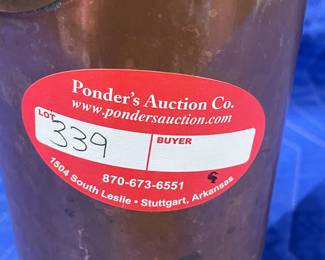 Ponder's Auction Co.
www.pondersauction.com
LOT 339 BUYER
870-673-6551
1504 South Leslie • Stuttgart, Arkansas